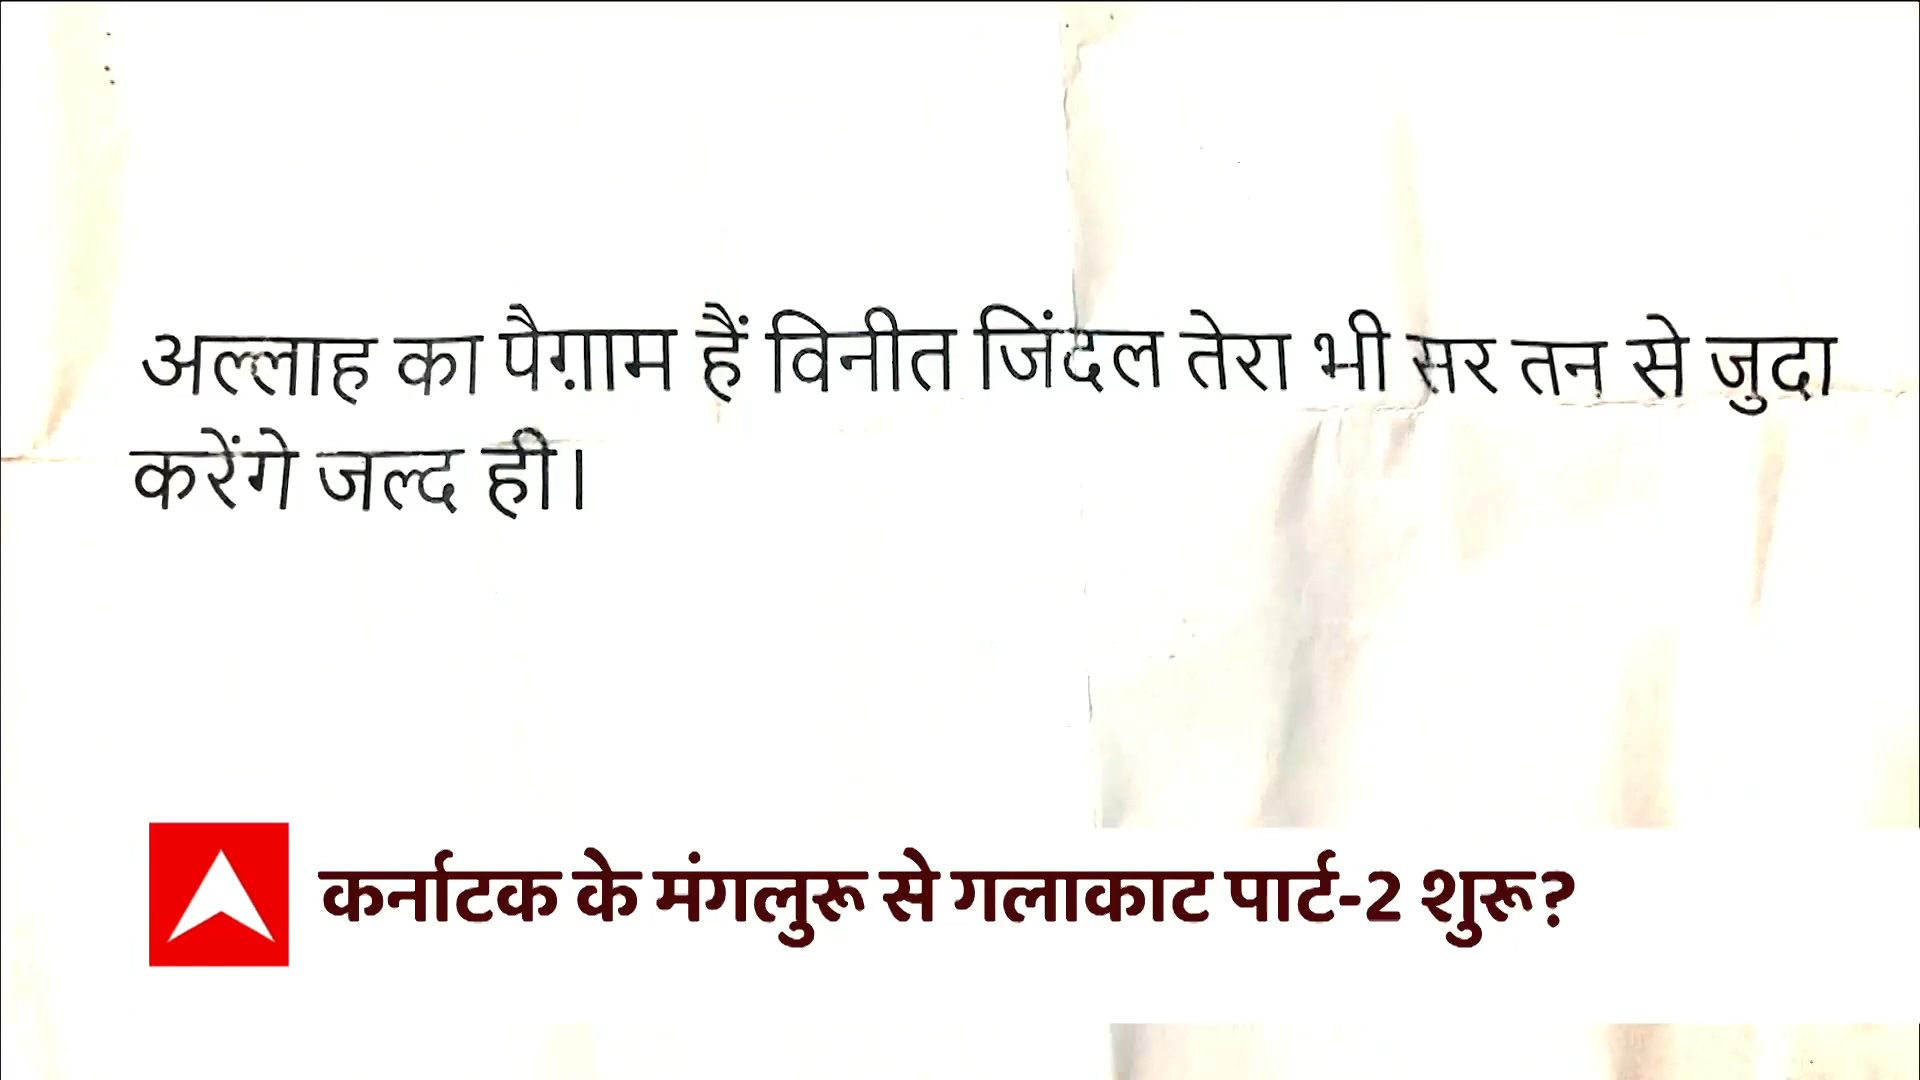 अल्लाह का पैग़ाम हैं विनीत जिंदल तेरा भी सर तन से जुदा
करेंगे जल्द ही।
कर्नाटक के मंगलुरू से गलाकाट पार्ट-2 शुरू?